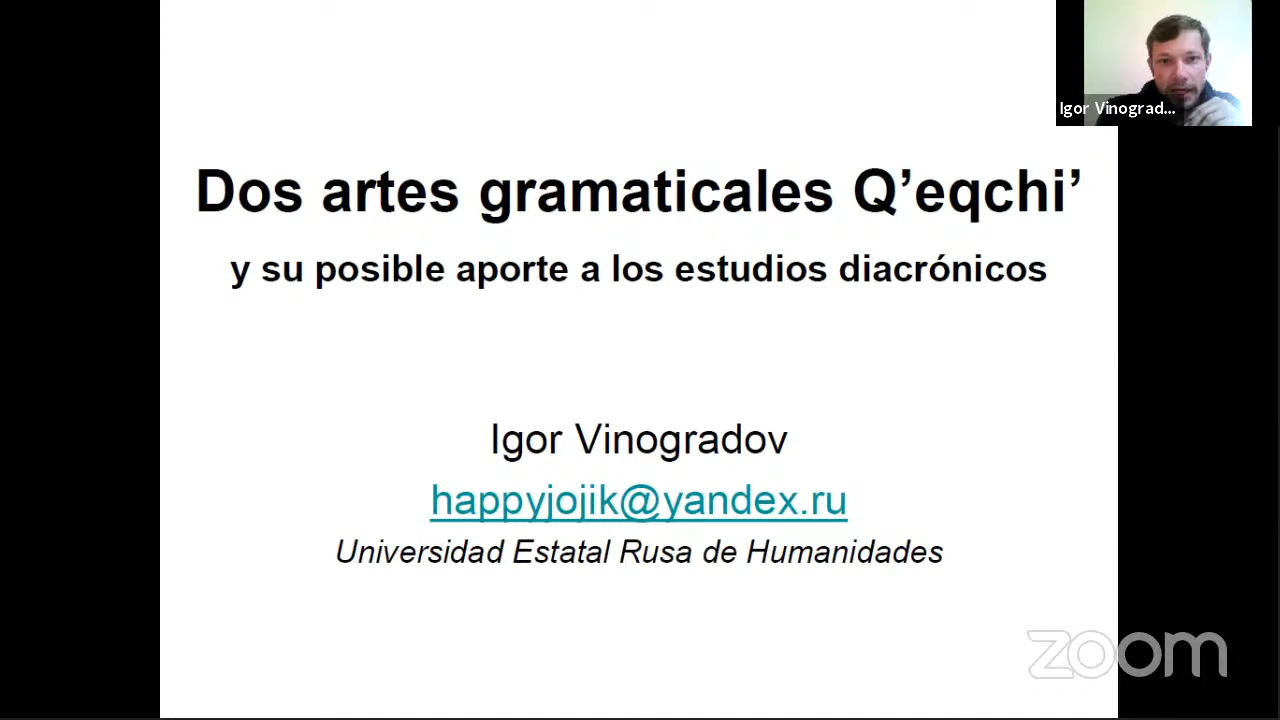 Igor Vinograd...
Dos artes gramaticales Q’eqchi’
y su posible aporte a los estudios diacrónicos
Igor Vinogradov
happyjojik@yandex.ru
Universidad Estatal Rusa de Humanidades
zoom